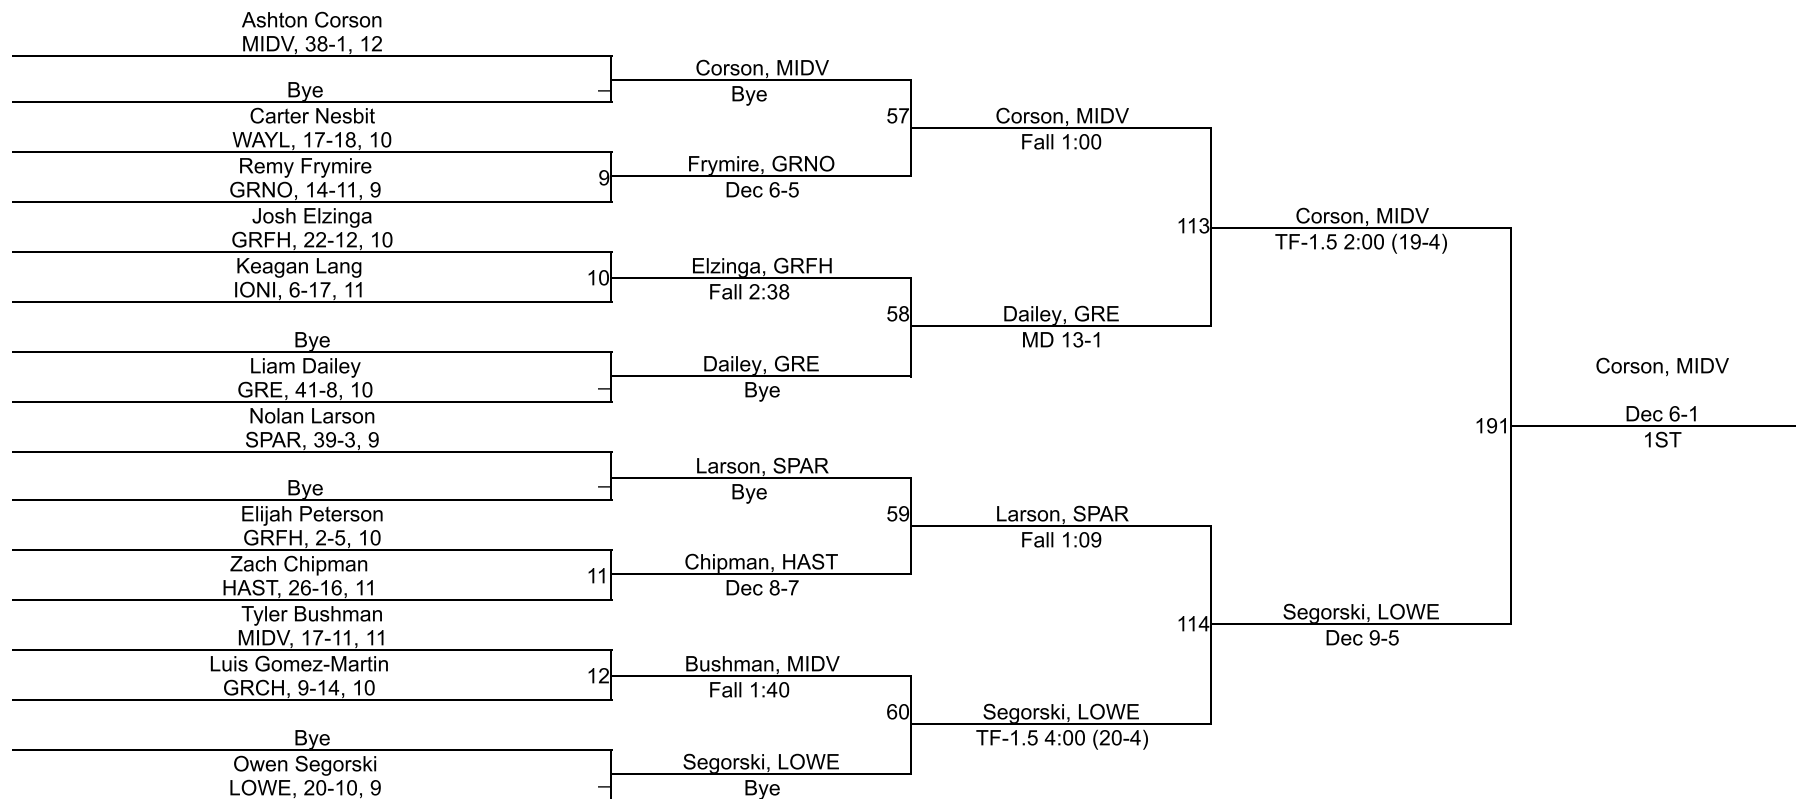 Ashton Corson
MIDV, 38-1, 12
Bye
Carter Nesbit
WAYL, 17-18, 10
Remy Frymire
GRNO, 14-11, 9
Josh Elzinga
GRFH, 22-12, 10
Keagan Lang
IONI, 6-17, 11
Bye
Liam Dailey
GRE, 41-8, 10
Nolan Larson
SPAR, 39-3, 9
Bye
Elijah Peterson
GRFH, 2-5, 10
Zach Chipman
HAST, 26-16, 11
Tyler Bushman
MIDV, 17-11, 11
Luis Gomez-Martin
GRCH, 9-14, 10
Bye
Owen Segorski
LOWE, 20-10, 9
9
10
11
12
Corson, MIDV
Bye
Frymire, GRNO
Dec 6-5
Elzinga, GRFH
Fall 2:38
Dailey, GRE
Bye
Larson, SPAR
Bye
Chipman, HAST
Dec 8-7
Bushman, MIDV
Fall 1:40
Segorski, LOWE
Bye
57
58
59
60
Corson, MIDV
Fall 1:00
Dailey, GRE
MD 13-1
Larson, SPAR
Fall 1:09
Segorski, LOWE
TF-1.5 4:00 (20-4)
113
114
Corson, MIDV
TF-1.5 2:00 (19-4)
Segorski, LOWE
Dec 9-5
191
Corson, MIDV
Dec 6-1
1ST